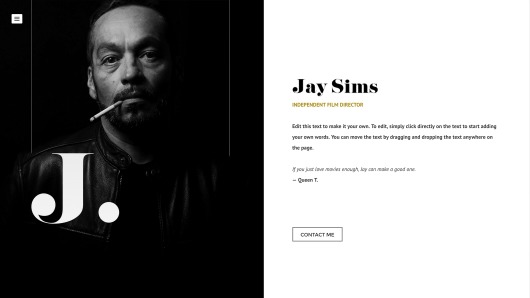 J.
Jay Sims
INDEPENDENT FILM DIRECTOR
Edit this text to make it your own. To edit, simply click directly on the text to start adding
your own words. You can move the text by dragging and dropping the text anywhere on
the page.
If you just love movies enough, Jay can make a good one.
— Queen T.
CONTACT ME